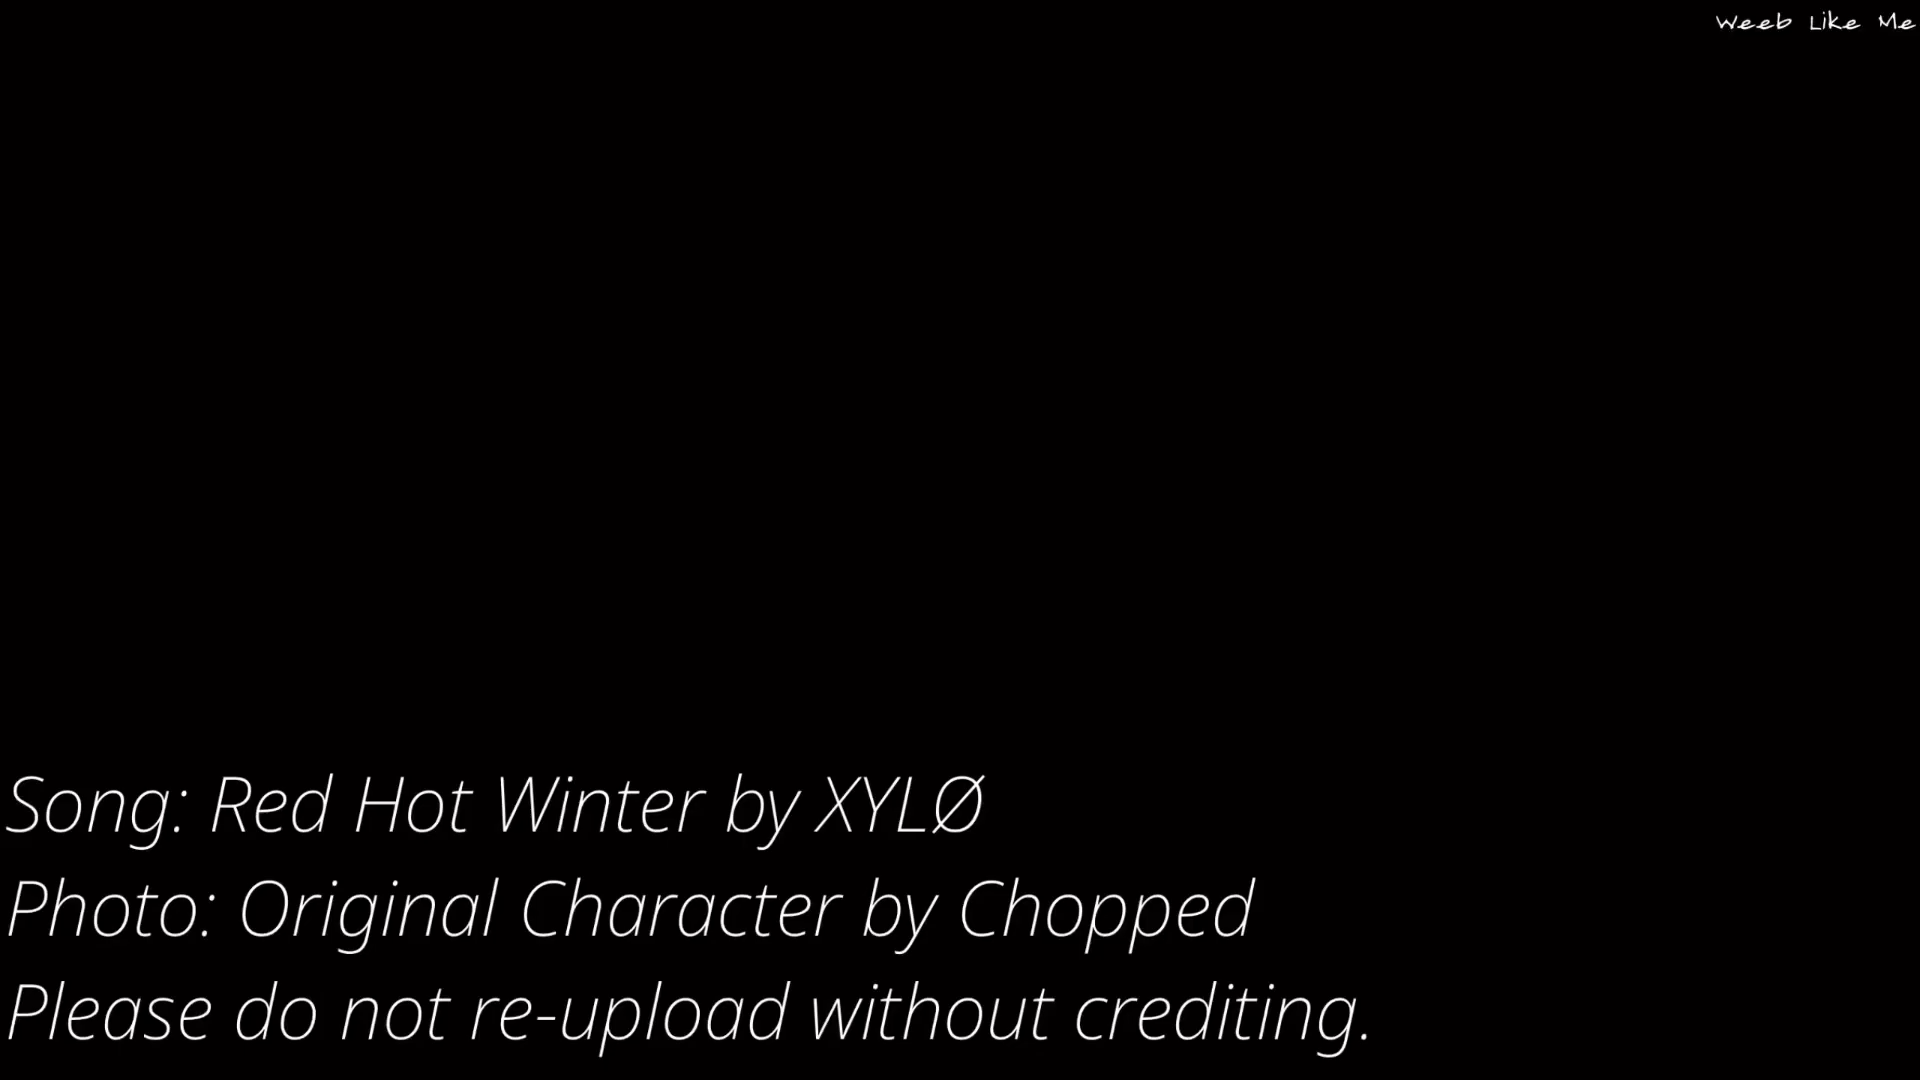 Weeb Like Me
Song: Red Hot Winter by XYLØ
Photo: Original Character by Chopped
Please do not re-upload without crediting.